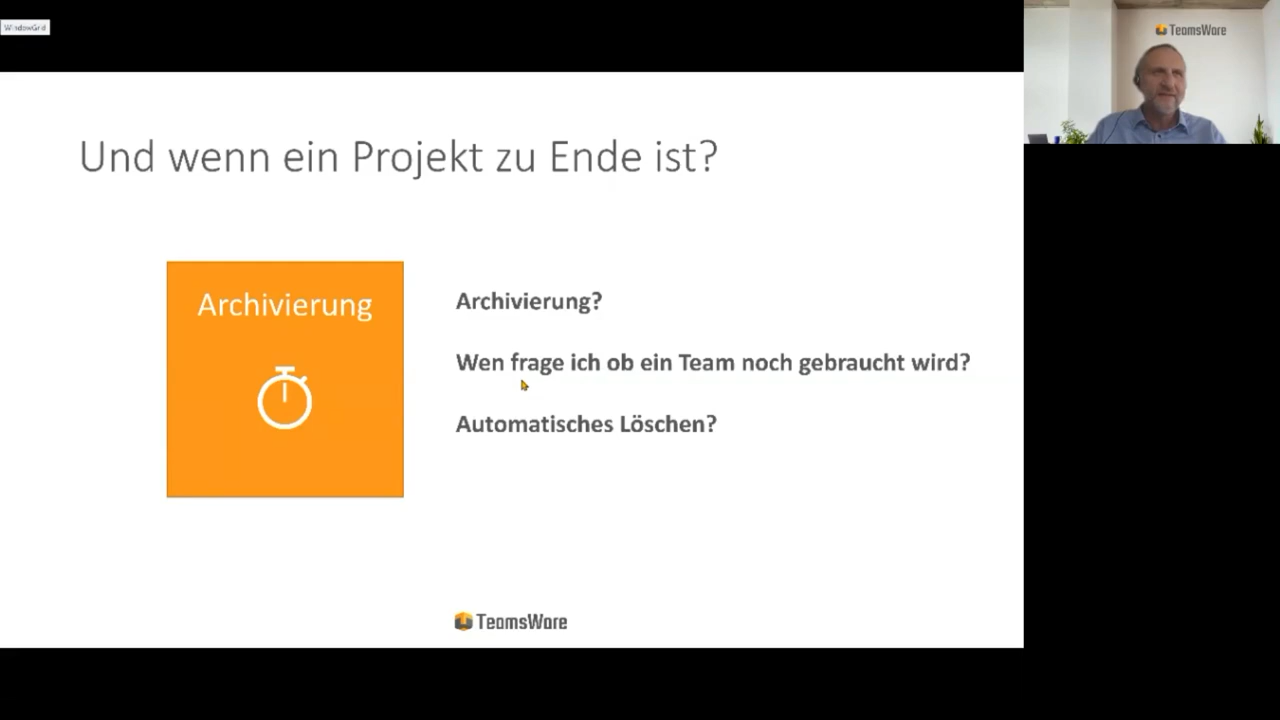 WindowGrid
TeamsWare
Und wenn ein Projekt zu Ende ist?
Archivierung
Archivierung?
Wen frage ich ob ein Team noch gebraucht wird?
Automatisches Löschen?
TeamsWare